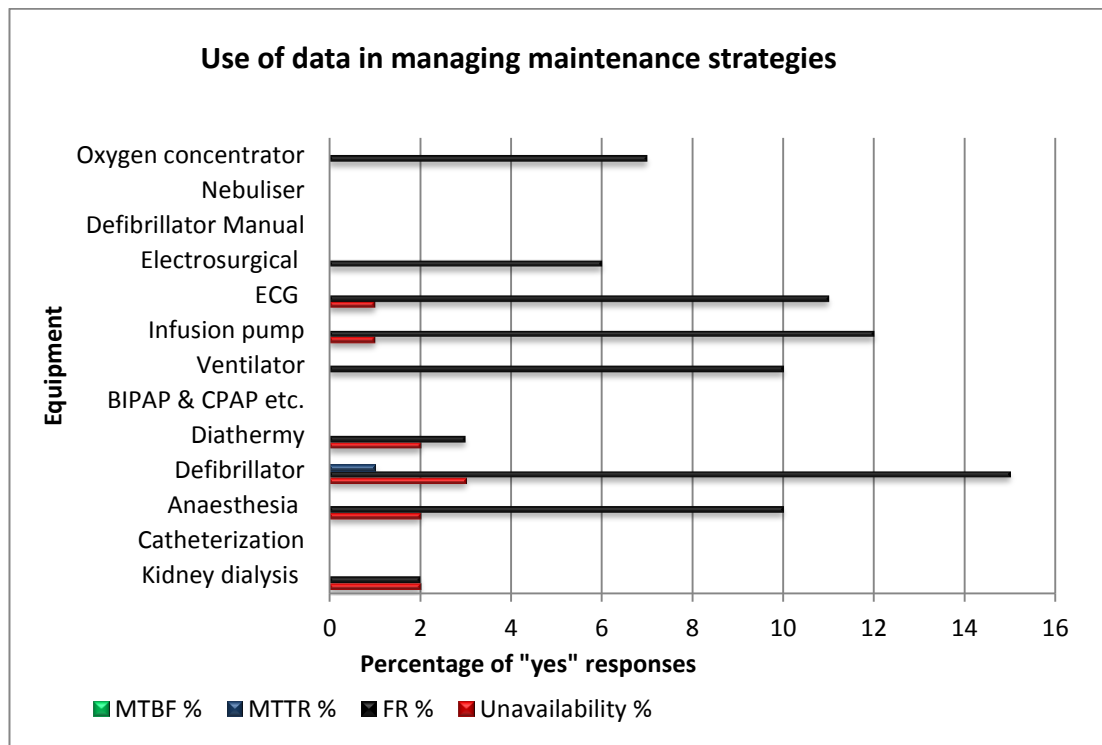 Use of data in managing maintenance strategies
Equipment
Oxygen concentrator
Nebuliser
Defibrillator Manual
Electrosurgical
ECG
Infusion pump
Ventilator
BIPAP & CPAP etc.
Diathermy
Defibrillator
Anaesthesia
Catheterization
Kidney dialysis
0 2 4 6 8 10 12 14 16
Percentage of "yes" responses
MTBF % MTTR % FR % Unavailability %